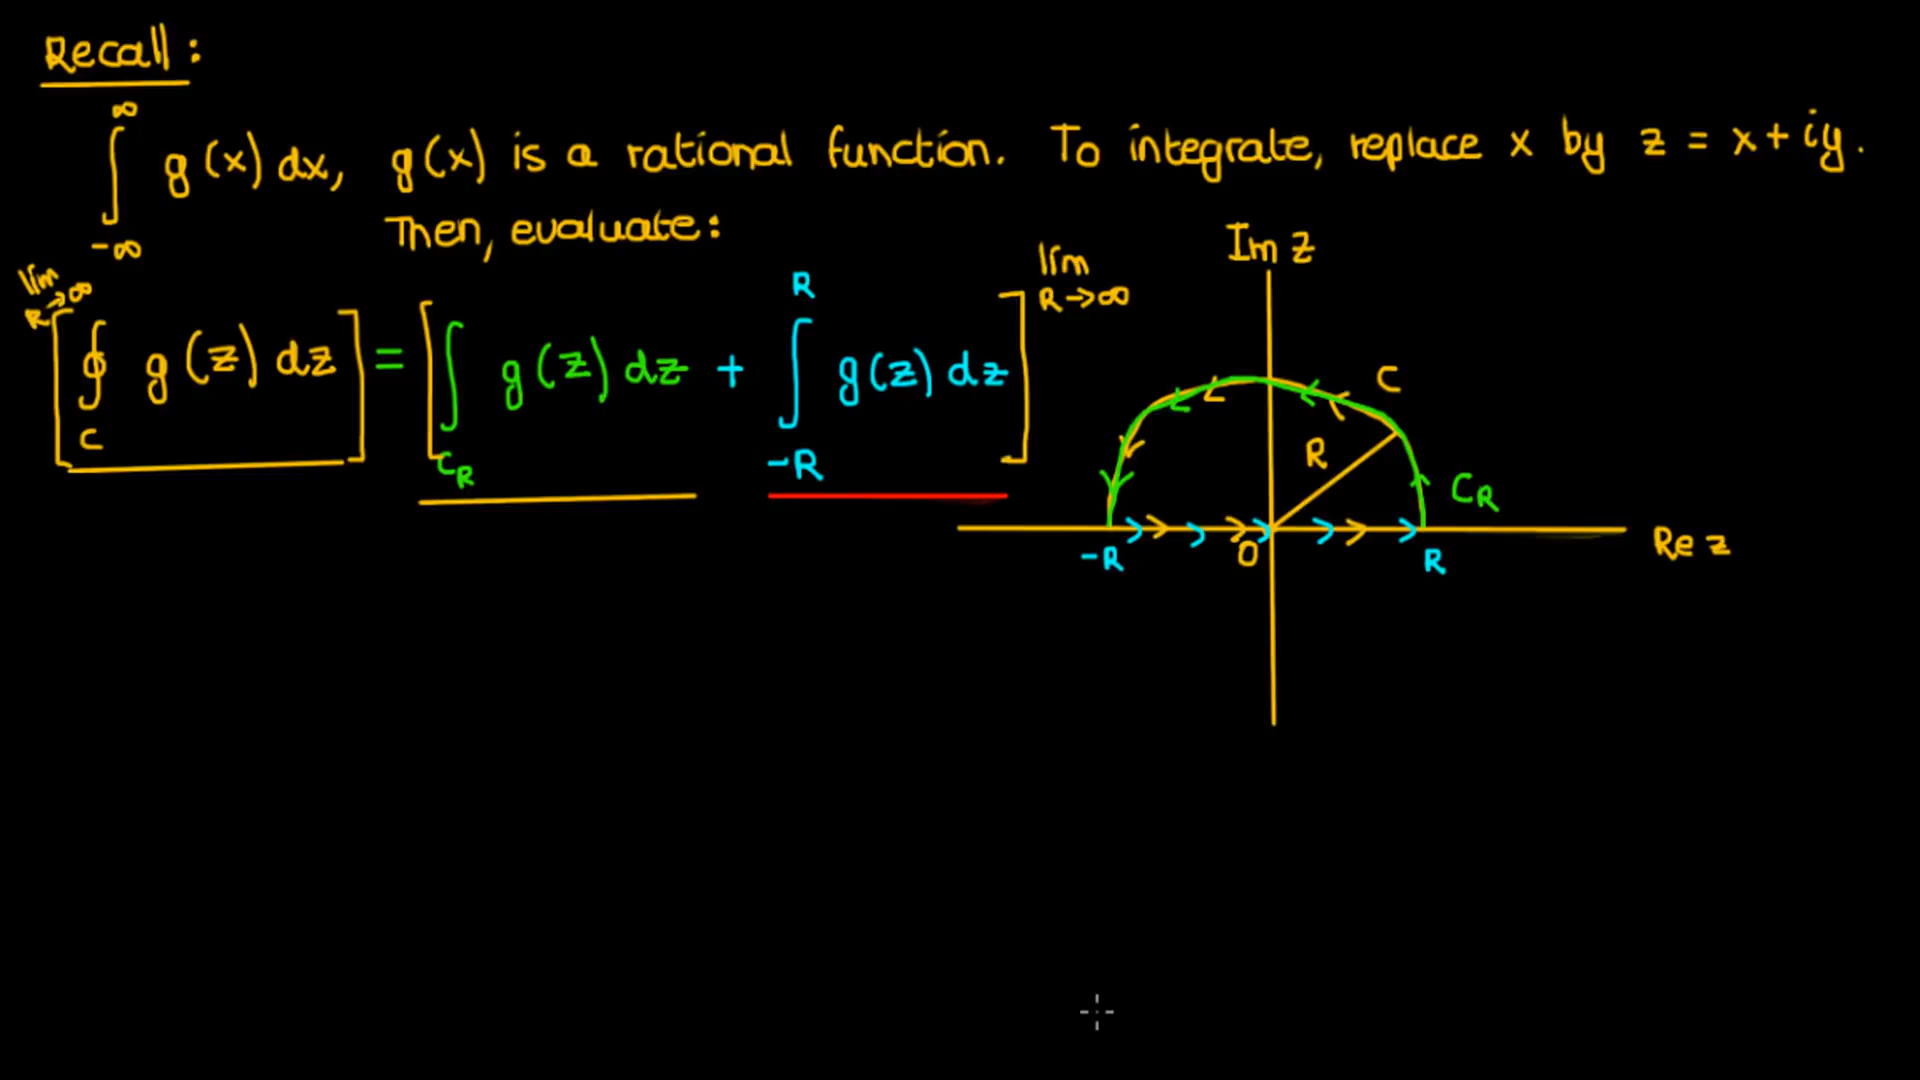 Recall:
∞
∫ g(x) dx, g(x) is a rational function. To integrate, replace x by z = x + iy.
-∞
Then, evaluate:
lim R→∞ [ ∮_C g(z) dz ] = [ ∫_{C_R} g(z) dz + ∫_{-R}^{R} g(z) dz ] lim R→∞
Im z
C
R
C_R
-R O R
Re z